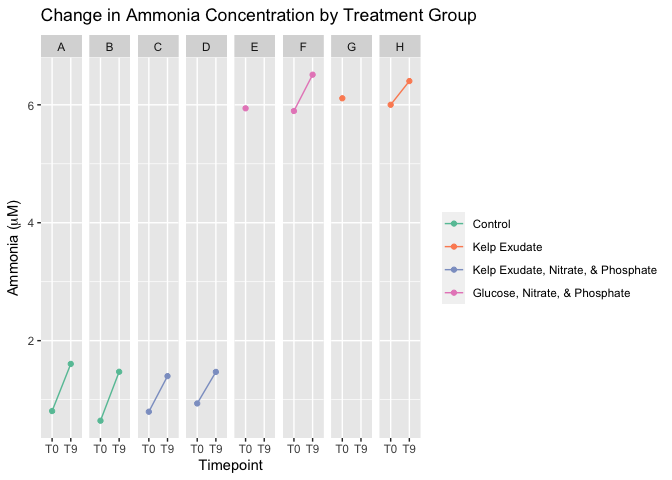 Change in Ammonia Concentration by Treatment Group
A B C D E F G H
6
4
2
Ammonia (μM)
T0 T9 T0 T9 T0 T9 T0 T9 T0 T9 T0 T9 T0 T9 T0 T9
Timepoint
Control
Kelp Exudate
Kelp Exudate, Nitrate, & Phosphate
Glucose, Nitrate, & Phosphate